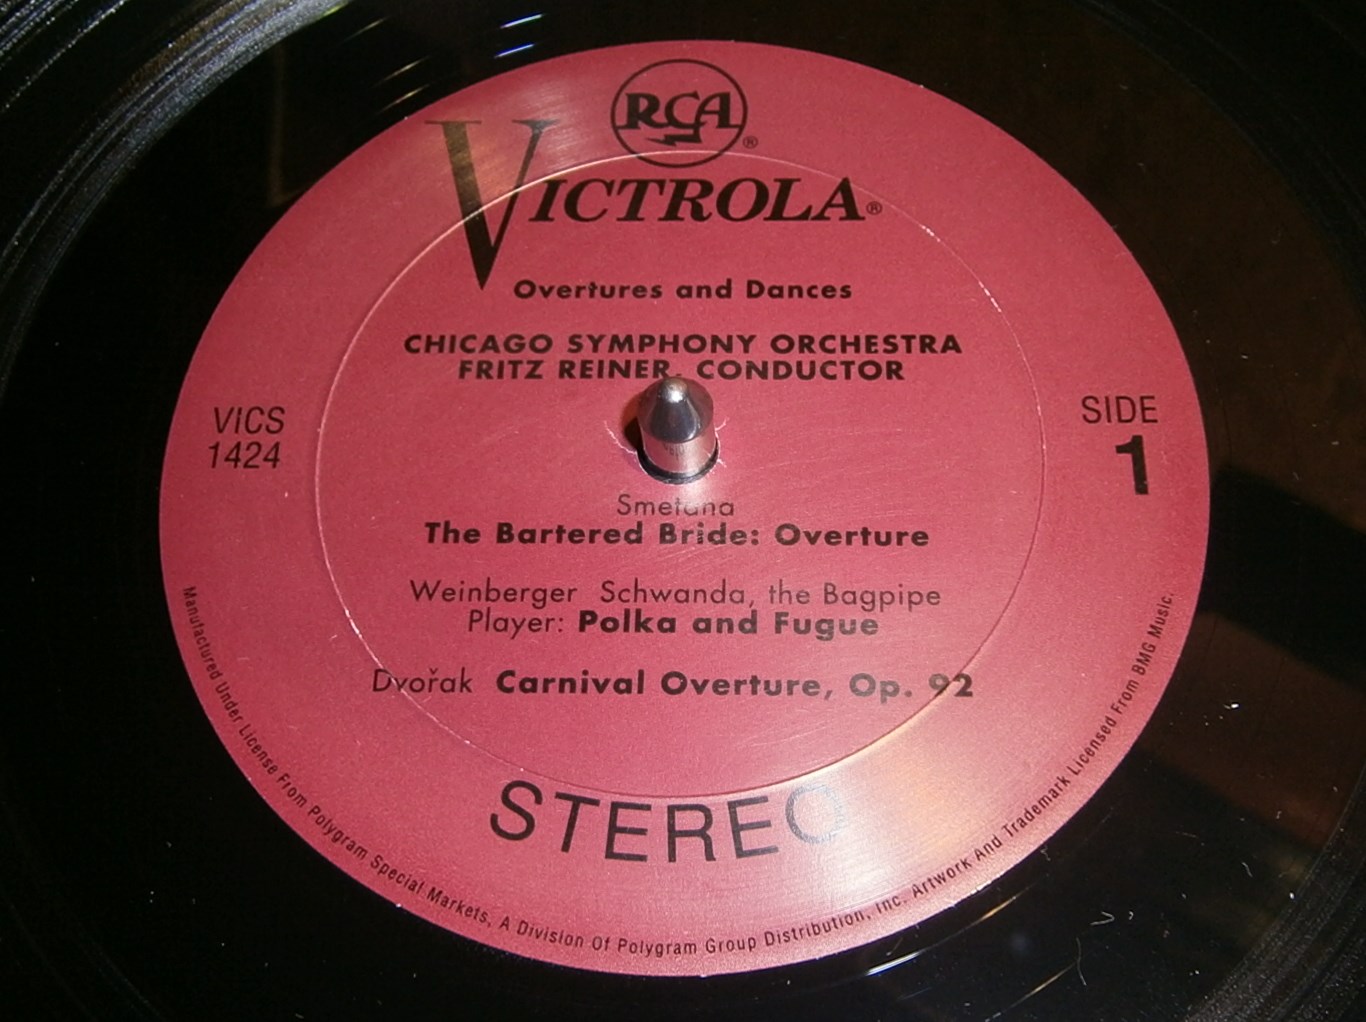 RCA®
VICTROLA®
Overtures and Dances
CHICAGO SYMPHONY ORCHESTRA
FRITZ REINER, CONDUCTOR
VICS
1424
SIDE
1
Smetana
The Bartered Bride: Overture
Weinberger Schwanda, the Bagpipe
Player: Polka and Fugue
Dvořak Carnival Overture, Op. 92
STEREO
Manufactured Under License From Polygram Special Markets, A Division Of Polygram Group Distribution, Inc. Artwork And Trademark Licensed From BMG Music.